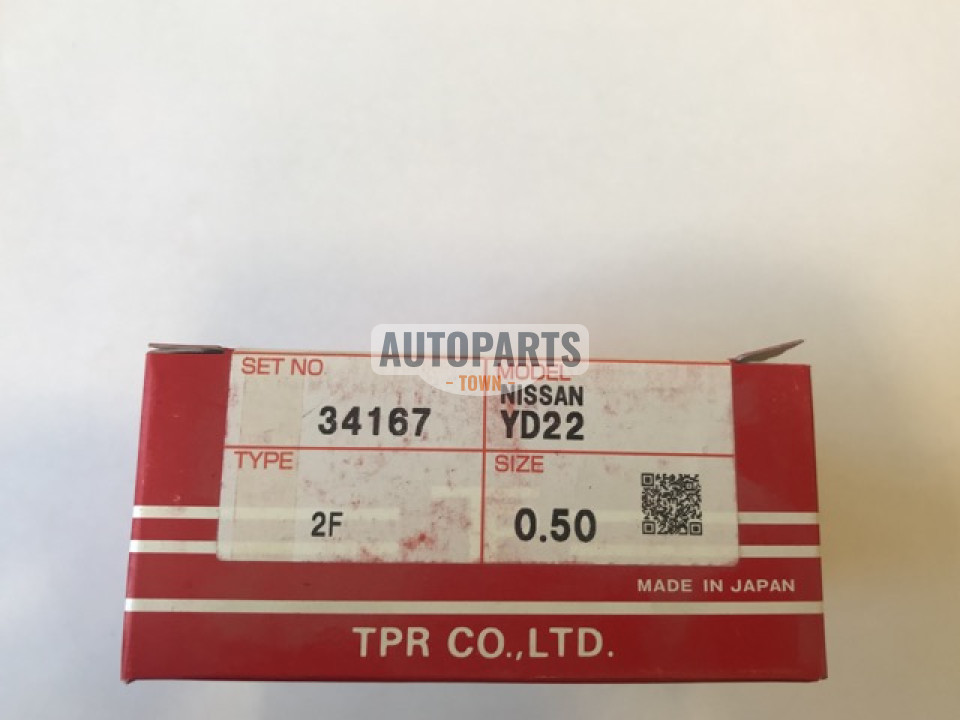 AUTOPARTS
- TOWN -
SET NO.
MODEL
NISSAN
34167
YD22
TYPE
SIZE
2F
0.50
MADE IN JAPAN
TPR CO.,LTD.